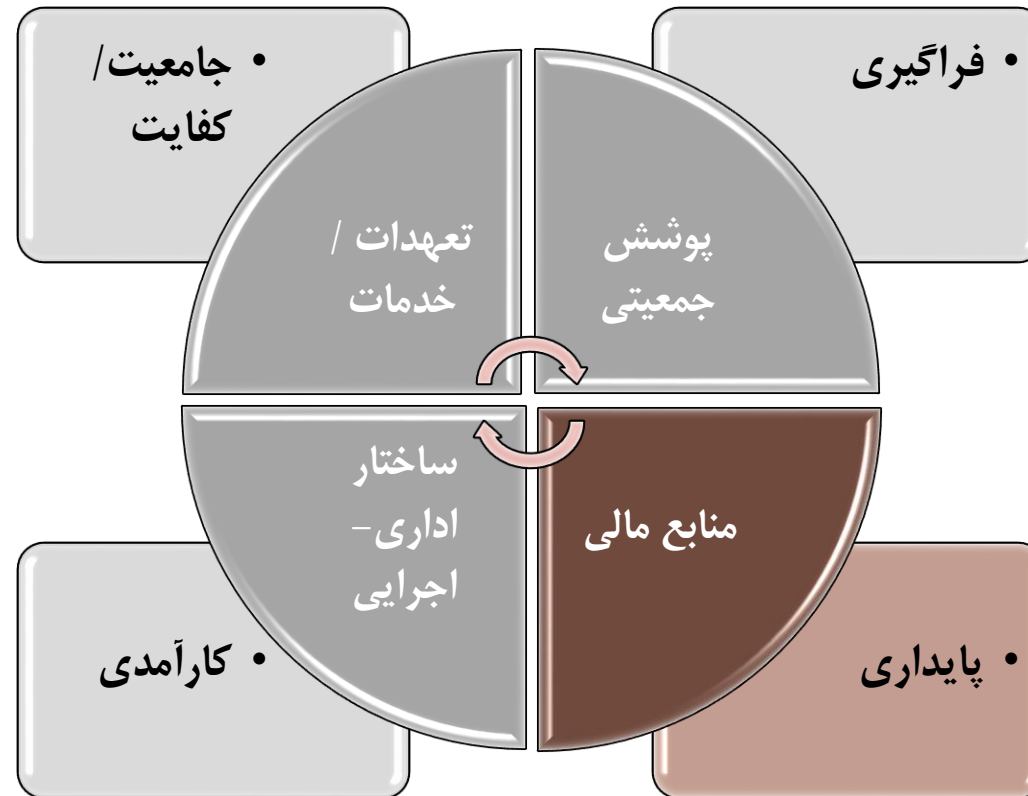 • فراگیری
• جامعیت/
کفایت
پوشش
جمعیتی
تعهدات /
خدمات
منابع مالی
ساختار
اداری-
اجرایی
• پایداری
• کارآمدی